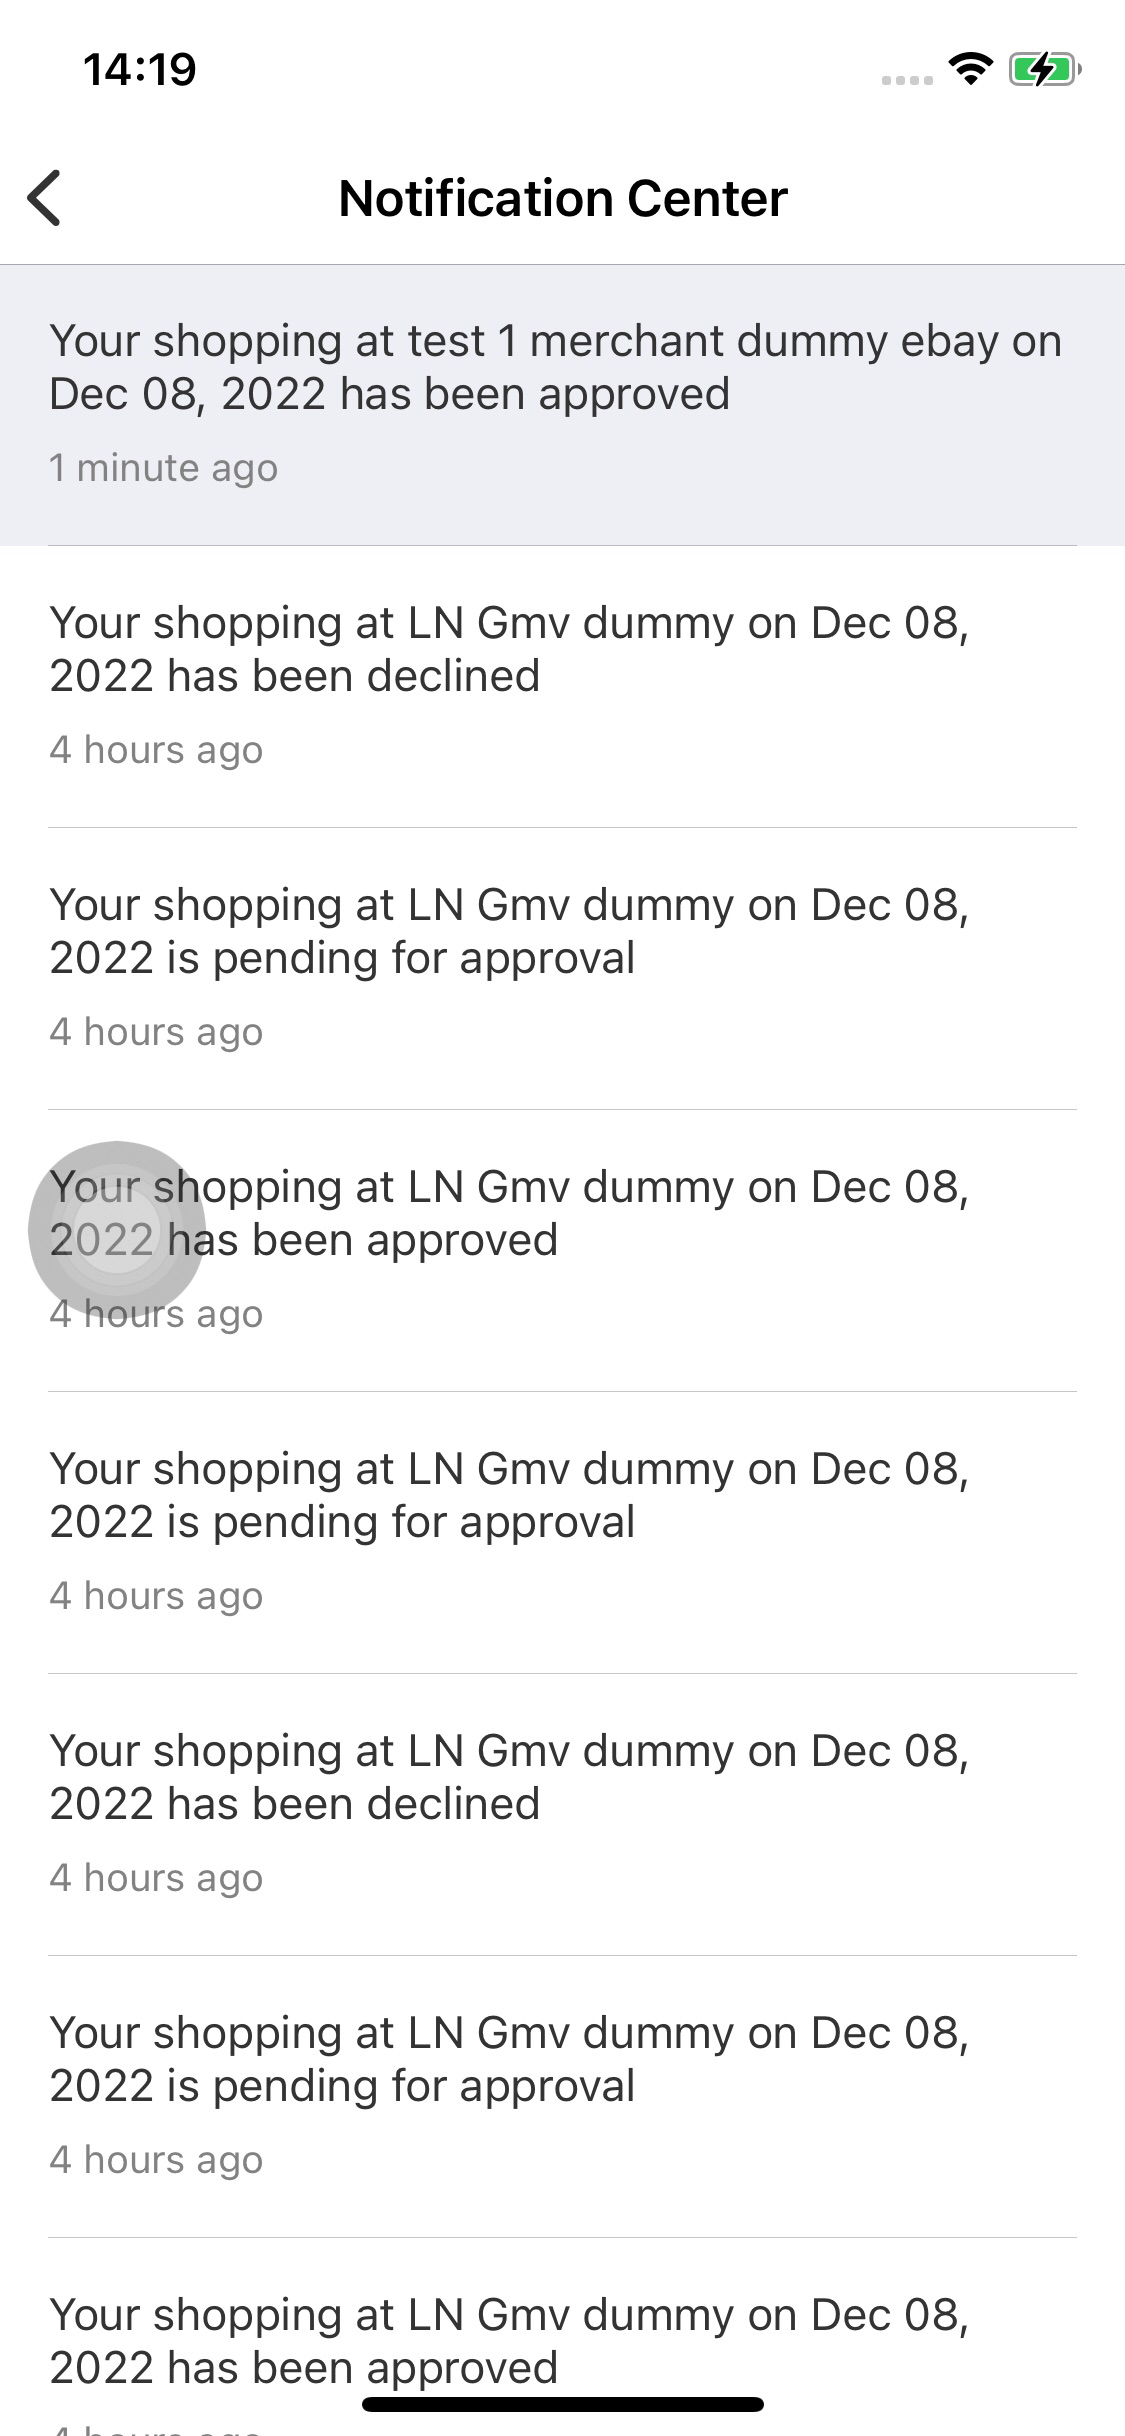 14:19
Notification Center
Your shopping at test 1 merchant dummy ebay on
Dec 08, 2022 has been approved
1 minute ago
Your shopping at LN Gmv dummy on Dec 08,
2022 has been declined
4 hours ago
Your shopping at LN Gmv dummy on Dec 08,
2022 is pending for approval
4 hours ago
Your shopping at LN Gmv dummy on Dec 08,
2022 has been approved
4 hours ago
Your shopping at LN Gmv dummy on Dec 08,
2022 is pending for approval
4 hours ago
Your shopping at LN Gmv dummy on Dec 08,
2022 has been declined
4 hours ago
Your shopping at LN Gmv dummy on Dec 08,
2022 is pending for approval
4 hours ago
Your shopping at LN Gmv dummy on Dec 08,
2022 has been approved
4 hours ago